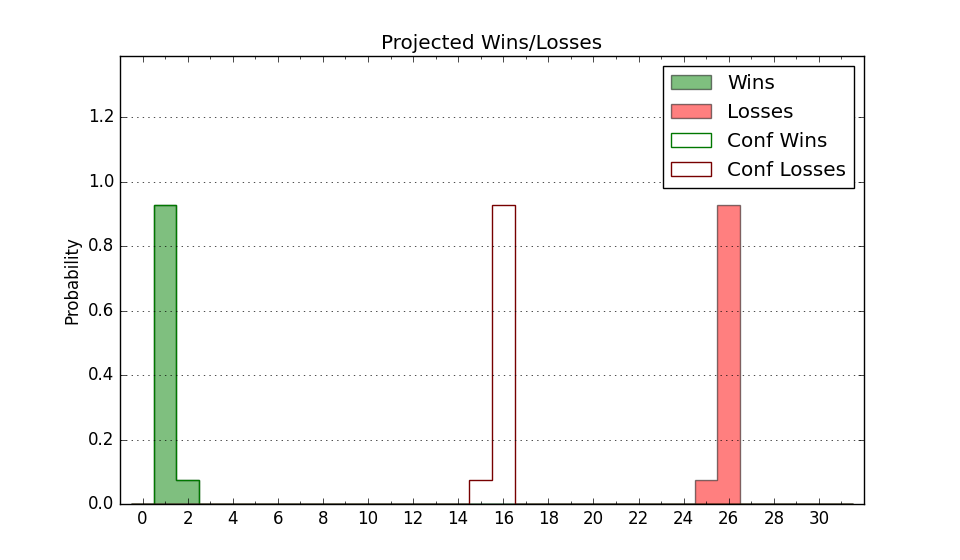 Projected Wins/Losses
Wins
Losses
Conf Wins
Conf Losses
Probability
1.2
1.0
0.8
0.6
0.4
0.2
0.0
0 2 4 6 8 10 12 14 16 18 20 22 24 26 28 30